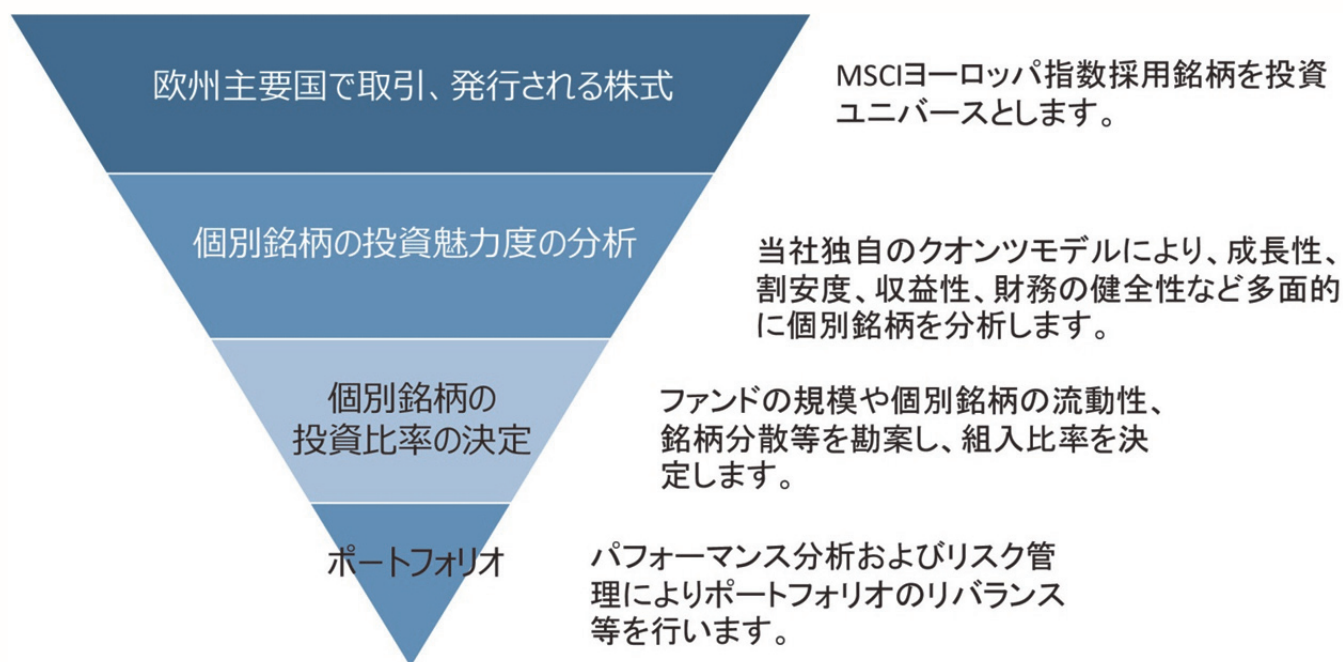 欧州主要国で取引、発行される株式
MSCIヨーロッパ指数採用銘柄を投資
ユニバースとします。
個別銘柄の投資魅力度の分析
当社独自のクオンツモデルにより、成長性、
割安度、収益性、財務の健全性など多面的
に個別銘柄を分析します。
個別銘柄の
投資比率の決定
ファンドの規模や個別銘柄の流動性、
銘柄分散等を勘案し、組入比率を決
定します。
ポートフォリオ
パフォーマンス分析およびリスク管
理によりポートフォリオのリバランス
等を行います。